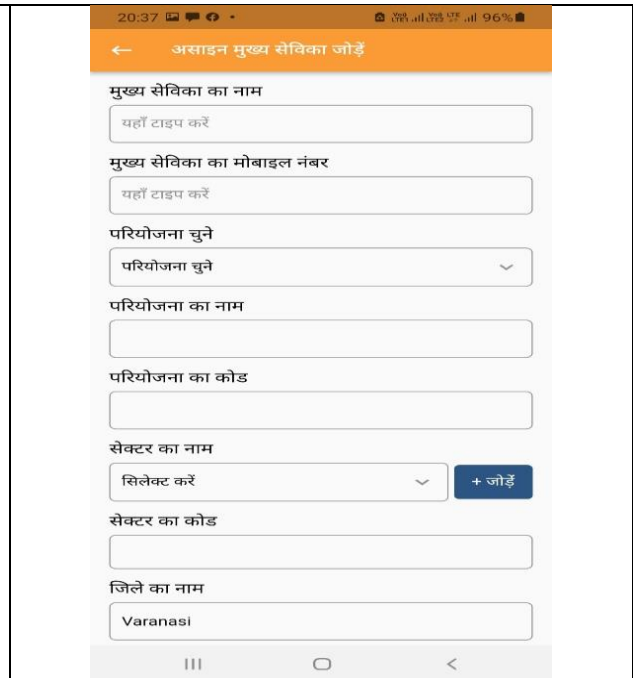 20:37 96%
← असाइन मुख्य सेविका जोड़ें
मुख्य सेविका का नाम
यहाँ टाइप करें
मुख्य सेविका का मोबाइल नंबर
यहाँ टाइप करें
परियोजना चुने
परियोजना चुने
परियोजना का नाम
परियोजना का कोड
सेक्टर का नाम
सिलेक्ट करें + जोड़ें
सेक्टर का कोड
जिले का नाम
Varanasi